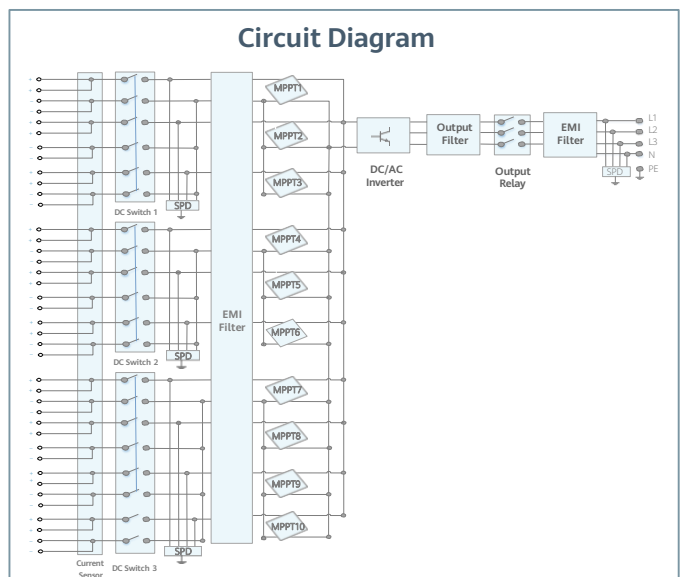 Circuit Diagram
MPPT1
MPPT2
MPPT3
SPD
DC Switch 1
MPPT4
MPPT5
MPPT6
EMI
Filter
SPD
DC Switch 2
MPPT7
MPPT8
MPPT9
MPPT10
SPD
Current
Sensor
DC Switch 3
DC/AC
Inverter
Output
Filter
Output
Relay
EMI
Filter
L1
L2
L3
N
SPD
PE